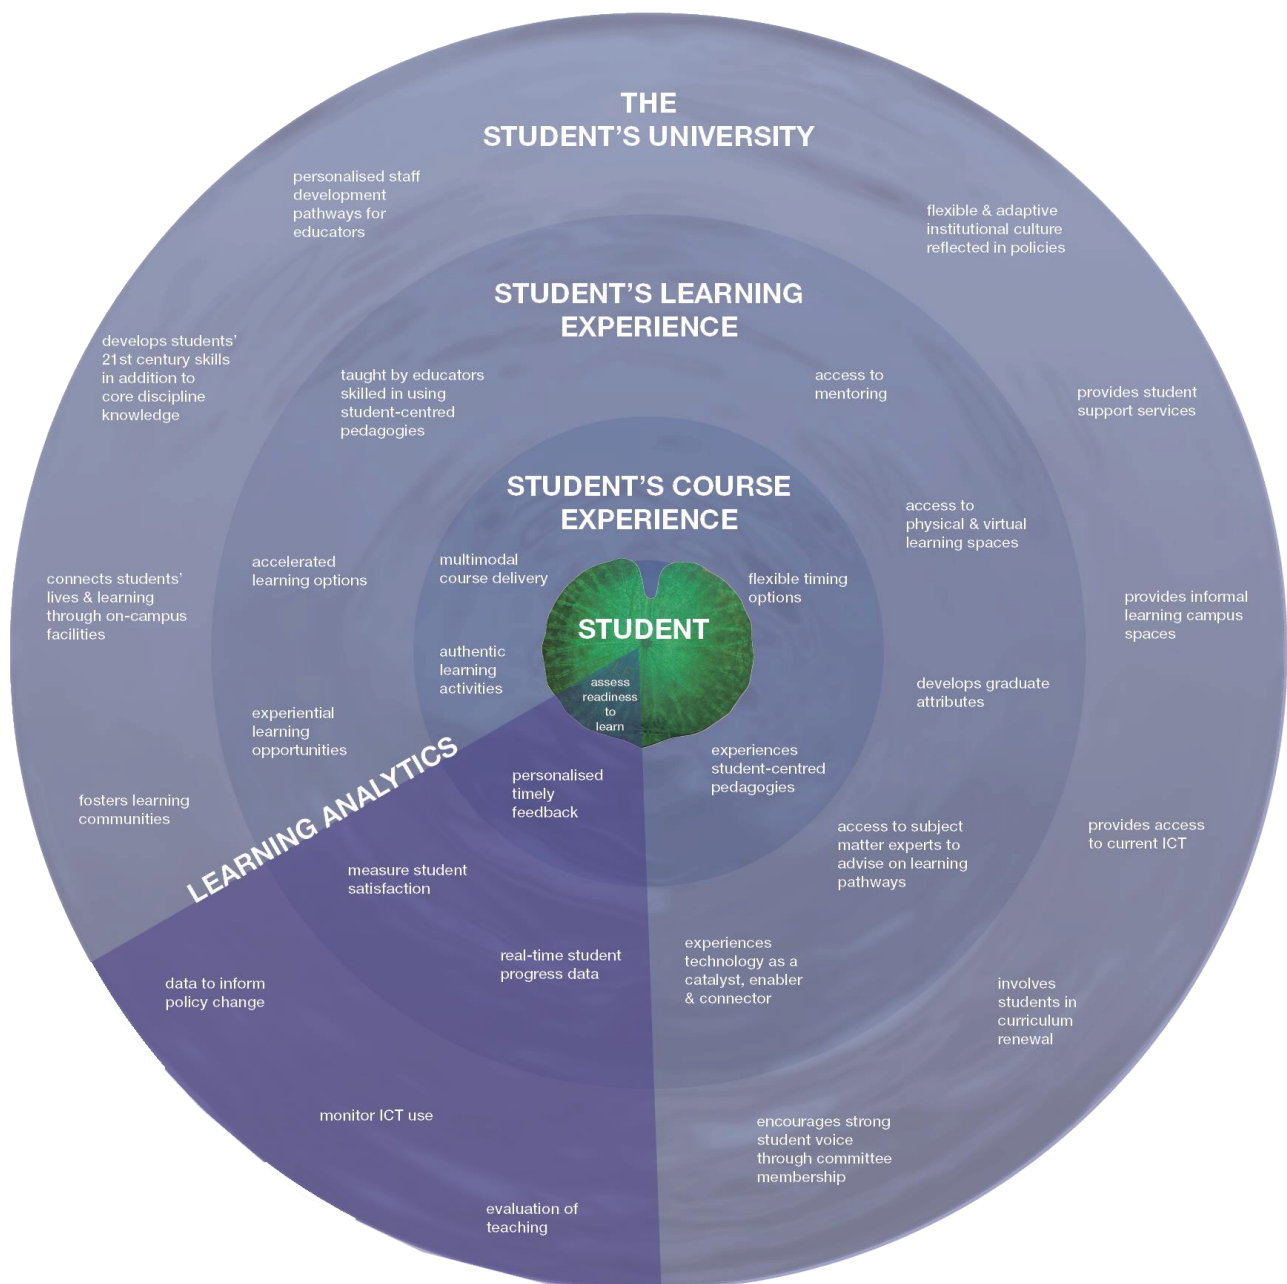 THE
STUDENT'S UNIVERSITY
personalised staff
development
pathways for
educators
flexible & adaptive
institutional culture
reflected in policies
develops students'
21st century skills
in addition to
core discipline
knowledge
provides student
support services
connects students'
lives & learning
through on-campus
facilities
provides informal
learning campus
spaces
fosters learning
communities
provides access
to current ICT
involves
students in
curriculum
renewal
encourages strong
student voice
through committee
membership
STUDENT'S LEARNING
EXPERIENCE
taught by educators
skilled in using
student-centred
pedagogies
access to
mentoring
access to
physical & virtual
learning spaces
accelerated
learning options
develops graduate
attributes
experiential
learning
opportunities
access to subject
matter experts to
advise on learning
pathways
experiences
technology as a
catalyst, enabler
& connector
STUDENT'S COURSE
EXPERIENCE
multimodal
course delivery
flexible timing
options
authentic
learning
activities
experiences
student-centred
pedagogies
STUDENT
assess
readiness
to
learn
LEARNING ANALYTICS
personalised
timely
feedback
measure student
satisfaction
real-time student
progress data
data to inform
policy change
monitor ICT use
evaluation of
teaching